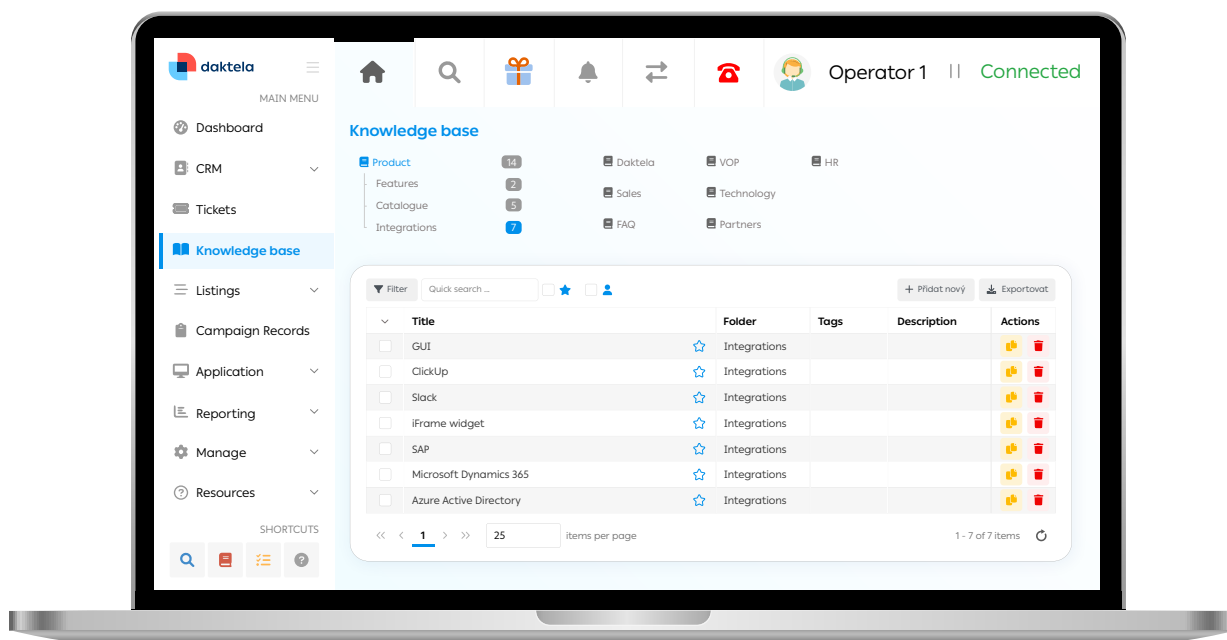 daktela
MAIN MENU
Dashboard
CRM
Tickets
Knowledge base
Listings
Campaign Records
Application
Reporting
Manage
Resources
SHORTCUTS
Operator 1 Connected
Knowledge base
Product 14 Daktela VOP HR
Features 2
Catalogue 5 Sales Technology
Integrations 7 FAQ Partners
Filter Quick search ... + Přidat nový Exportovat
Title Folder Tags Description Actions
GUI Integrations
ClickUp Integrations
Slack Integrations
iFrame widget Integrations
SAP Integrations
Microsoft Dynamics 365 Integrations
Azure Active Directory Integrations
1 25 items per page 1 - 7 of 7 items